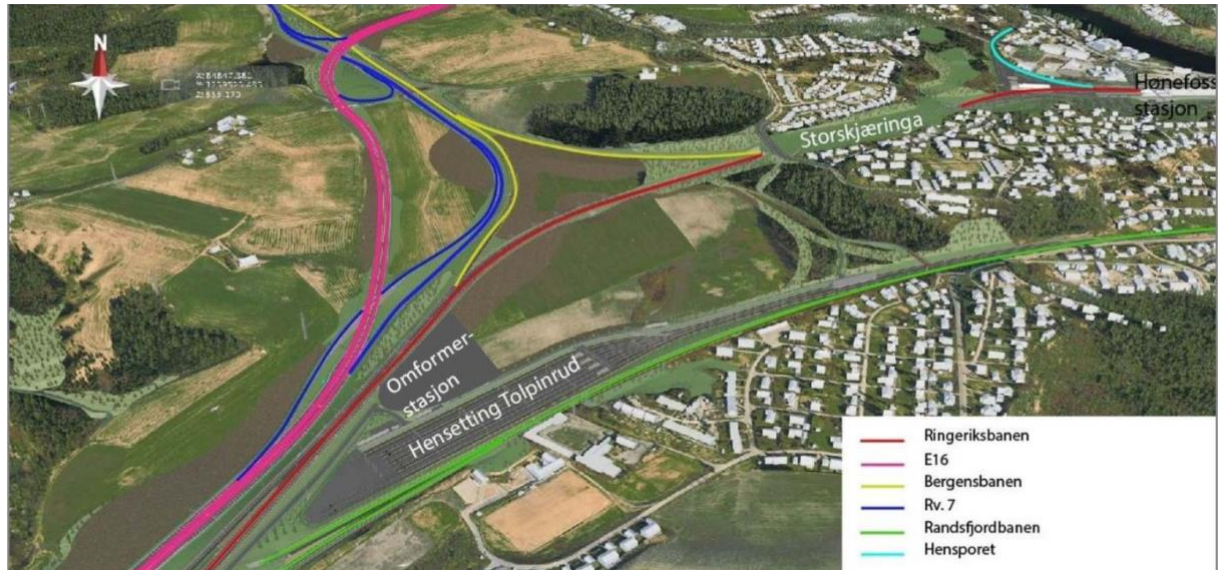 N
Hønefoss
stasjon
Storskjæringa
Omformer-
stasjon
Hensetting Tolpinrud
Ringeriksbanen
E16
Bergensbanen
Rv. 7
Randsfjordbanen
Hensporet